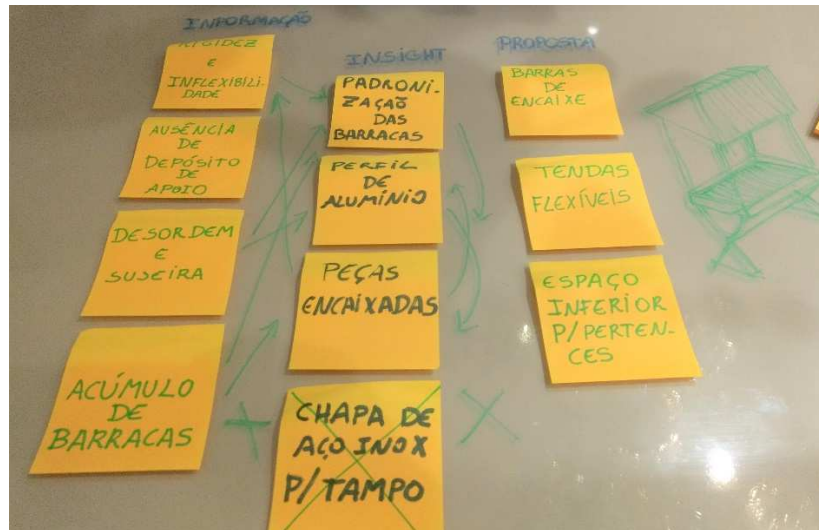 INFORMAÇÃO
RIGIDEZ
E
INFLEXIBILI-
DADE
AUSÊNCIA
DE
DEPÓSITO
DE
APOIO
DESORDEM
E
SUJEIRA
ACÚMULO
DE
BARRACAS
INSIGHT
PADRONI-
ZAÇÃO
DAS
BARRACAS
PERFIL
DE
ALUMÍNIO
PEÇAS
ENCAIXADAS
CHAPA DE
AÇO INOX
P/TAMPO
PROPOSTA
BARRAS
DE
ENCAIXE
TENDAS
FLEXÍVEIS
ESPAÇO
INFERIOR
P/PERTEN-
CES